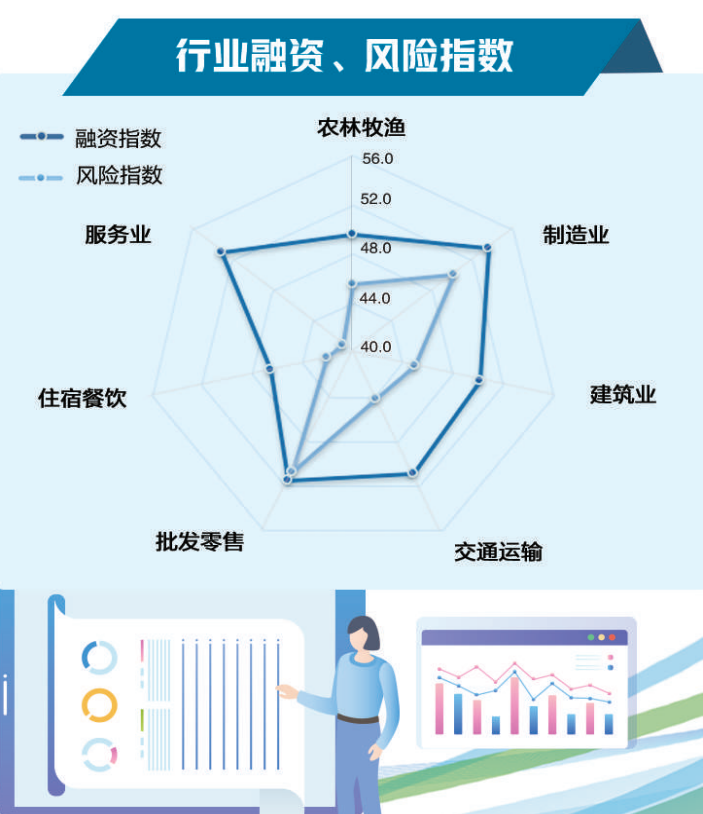 行业融资、风险指数
融资指数
风险指数
农林牧渔
56.0
52.0
48.0
44.0
40.0
服务业
制造业
住宿餐饮
建筑业
批发零售
交通运输
i